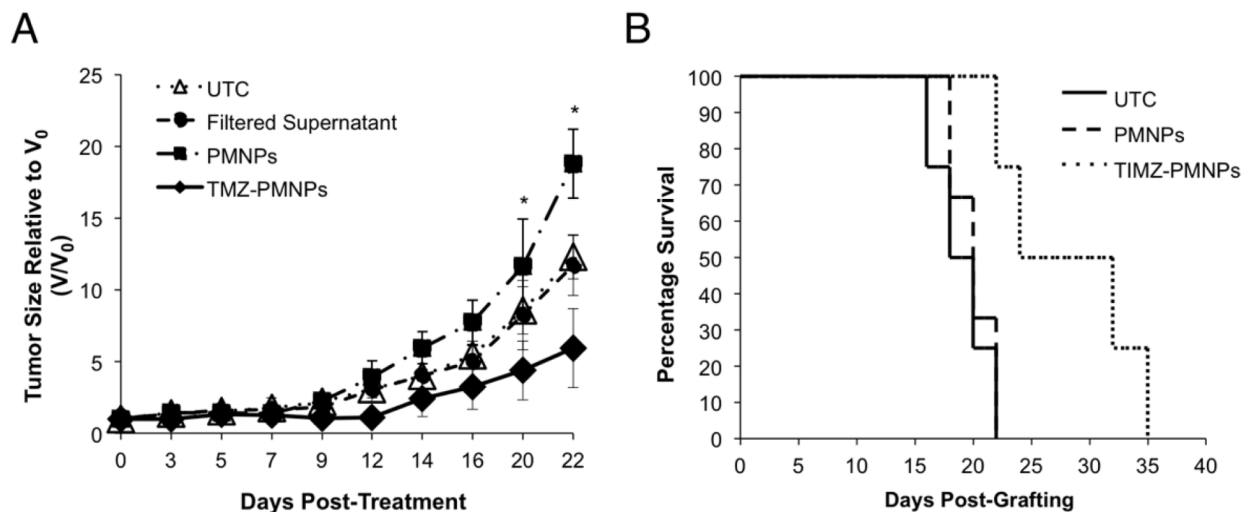 A
Tumor Size Relative to V0
(V/V0)
25
20
15
10
5
0
UTC
Filtered Supernatant
PMNPs
TMZ-PMNPs
*
*
0 3 5 7 9 12 14 16 20 22
Days Post-Treatment
B
Percentage Survival
100
90
80
70
60
50
40
30
20
10
0
UTC
PMNPs
TIMZ-PMNPs
0 5 10 15 20 25 30 35 40
Days Post-Grafting